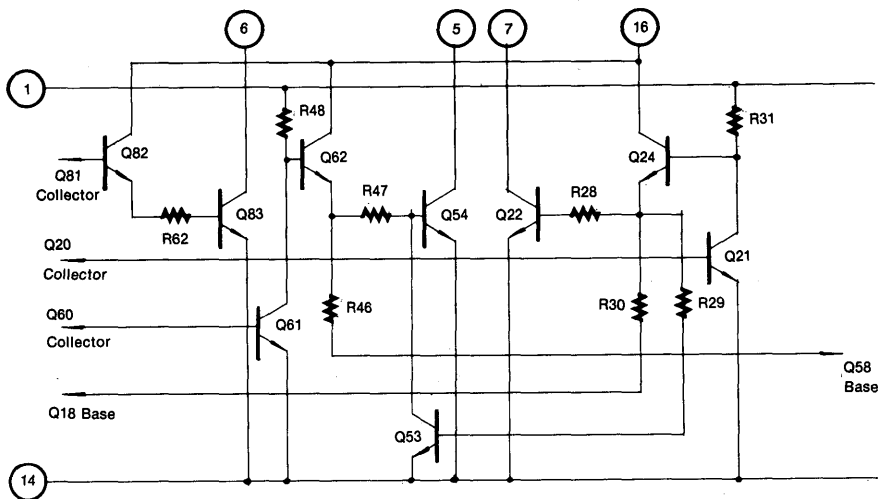 6
5
7
16
1
R48
R31
Q82
Q62
Q24
Q81
Collector
R47
R28
Q83
Q54
Q22
R62
Q20
Collector
Q21
R46
R30
R29
Q60
Collector
Q61
Q58
Base
Q18 Base
Q53
14